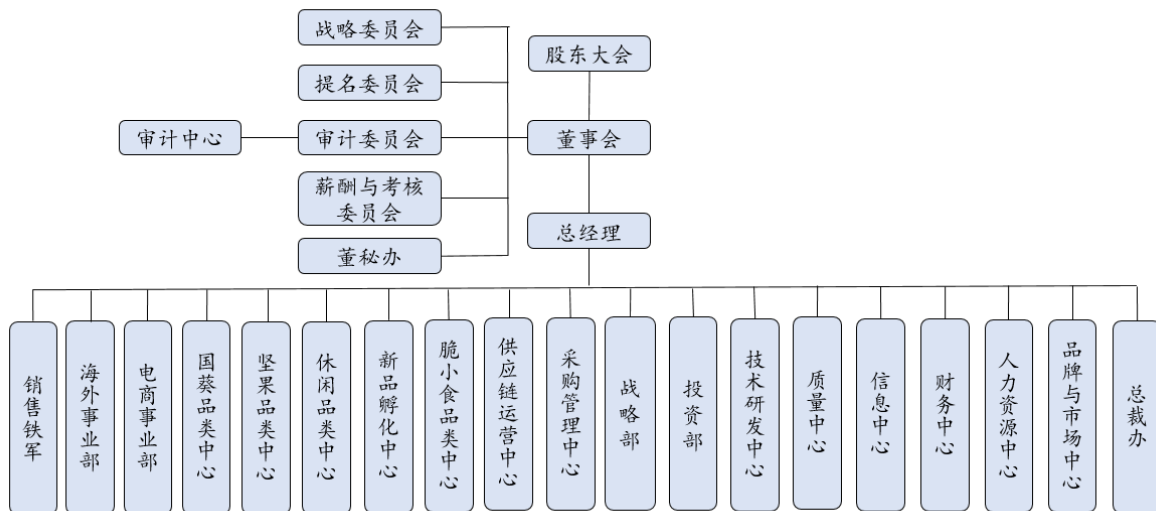 战略委员会
股东大会
提名委员会
审计中心
审计委员会
董事会
薪酬与考核
委员会
总经理
董秘办
销售铁军
海外事业部
电商事业部
国葵品类中心
坚果品类中心
休闲品类中心
新品孵化中心
脆小食品类中心
供应链运营中心
采购管理中心
战略部
投资部
技术研发中心
质量中心
信息中心
财务中心
人力资源中心
品牌与市场中心
总裁办